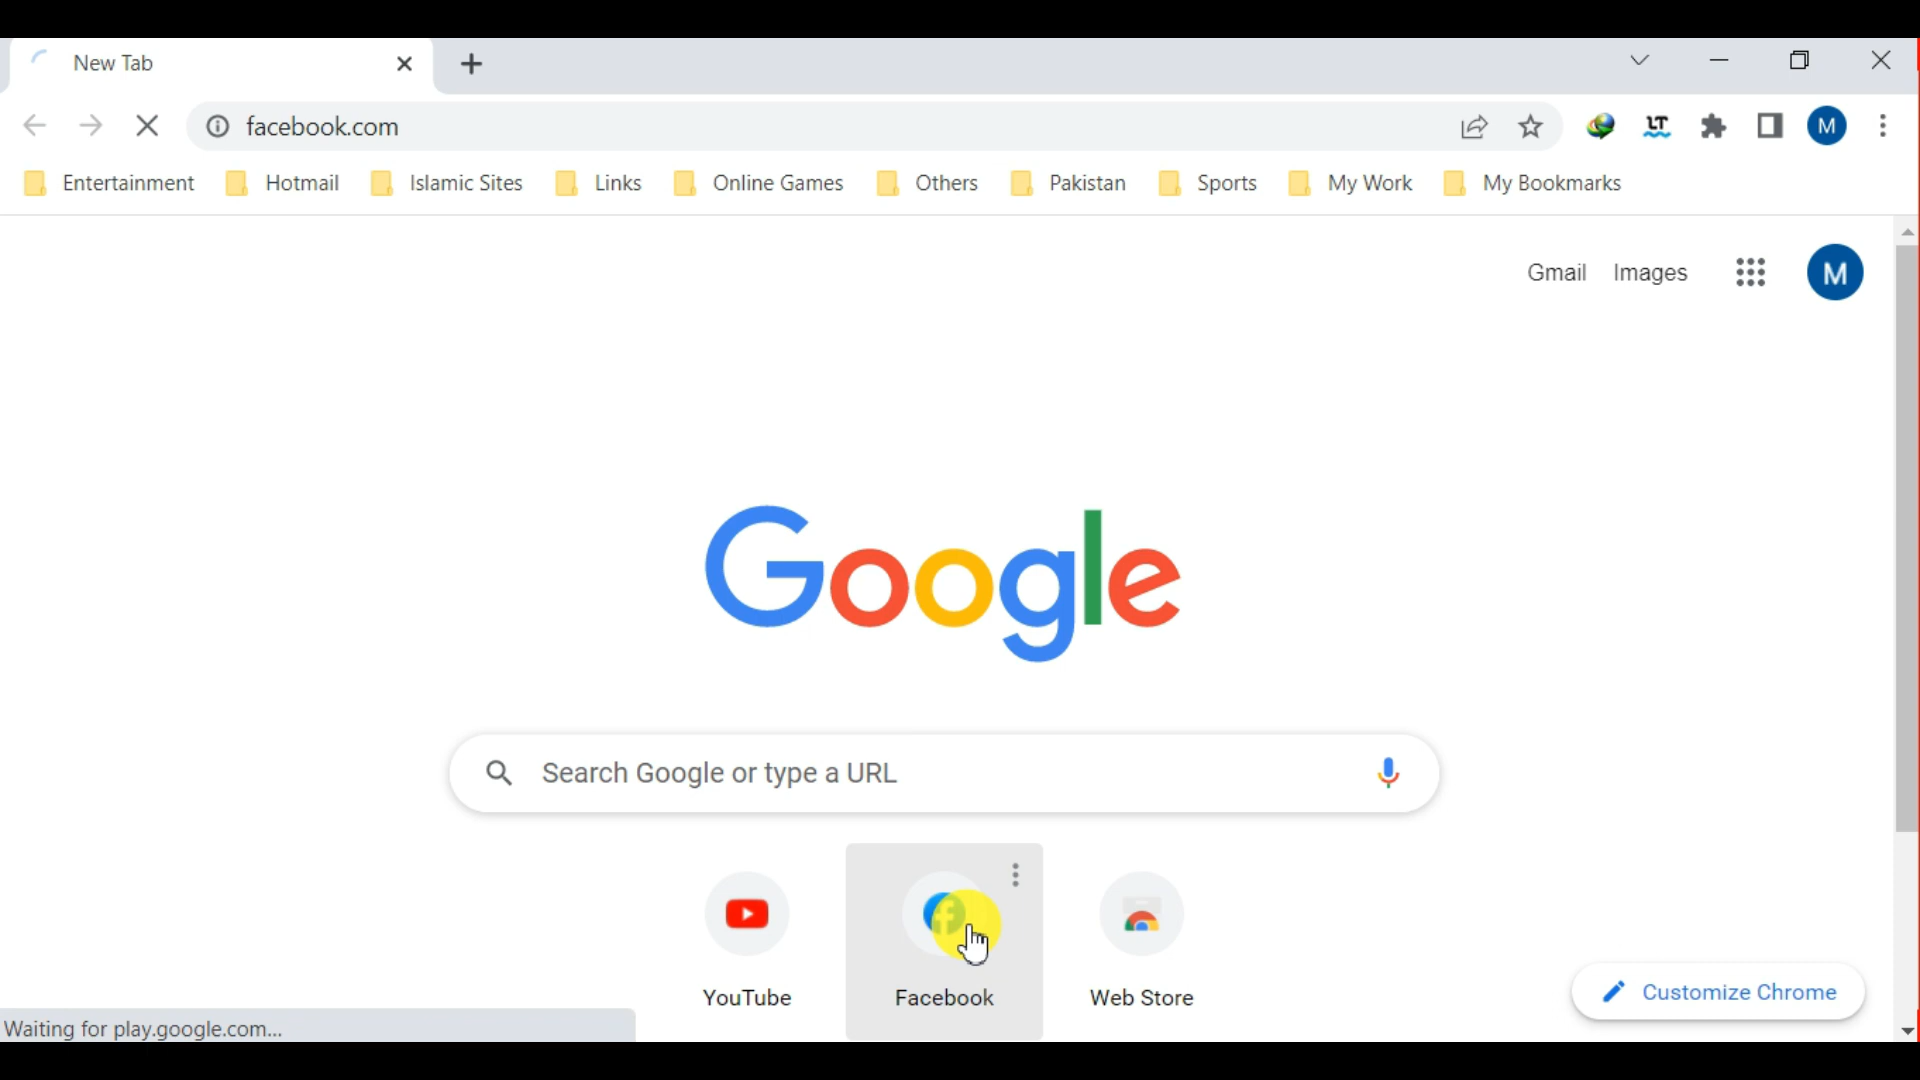 New Tab
facebook.com
LT
M
Entertainment Hotmail Islamic Sites Links Online Games Others Pakistan Sports My Work My Bookmarks
Gmail Images M
Google
Search Google or type a URL
YouTube Facebook Web Store
Customize Chrome
Waiting for play.google.com...